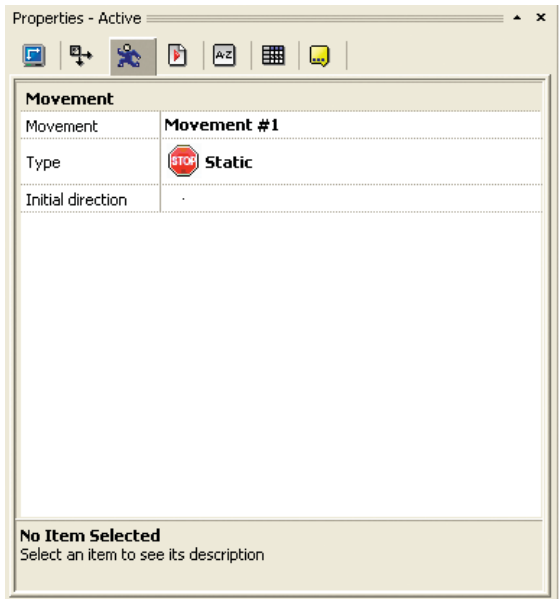 Properties - Active
A-Z
Movement
Movement Movement #1
Type STOP Static
Initial direction
No Item Selected
Select an item to see its description